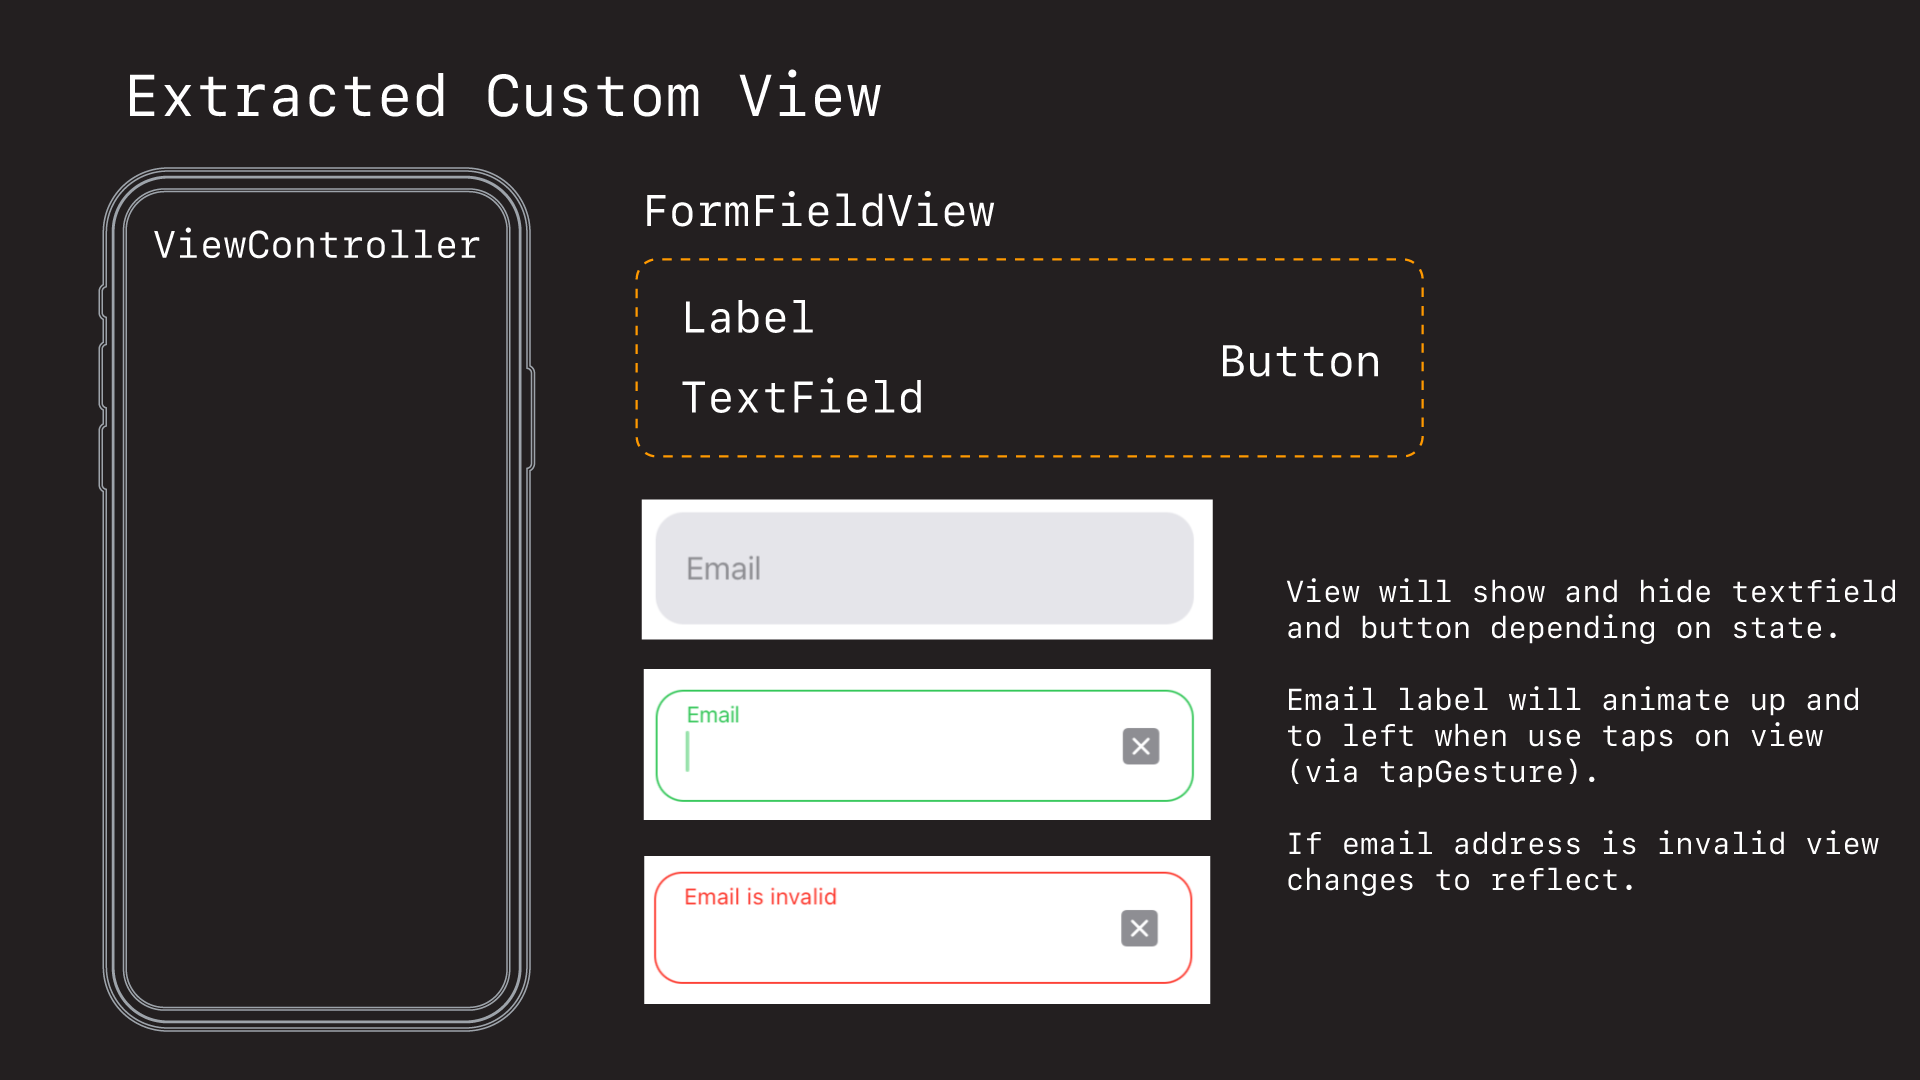 Extracted Custom View
ViewController
FormFieldView
Label
TextField
Button
Email
Email
Email is invalid
View will show and hide textfield
and button depending on state.
Email label will animate up and
to left when use taps on view
(via tapGesture).
If email address is invalid view
changes to reflect.